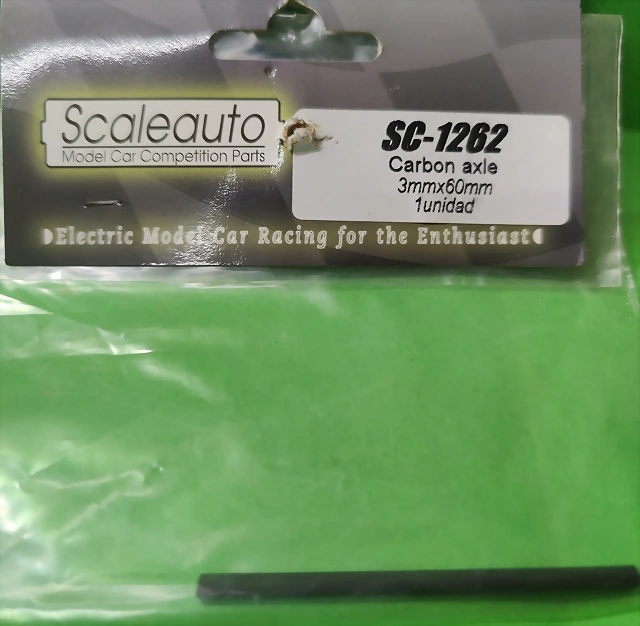 Scaleauto
Model Car Competition Parts
SC-1262
Carbon axle
3mmx60mm
1unidad
Electric Model Car Racing for the Enthusiast